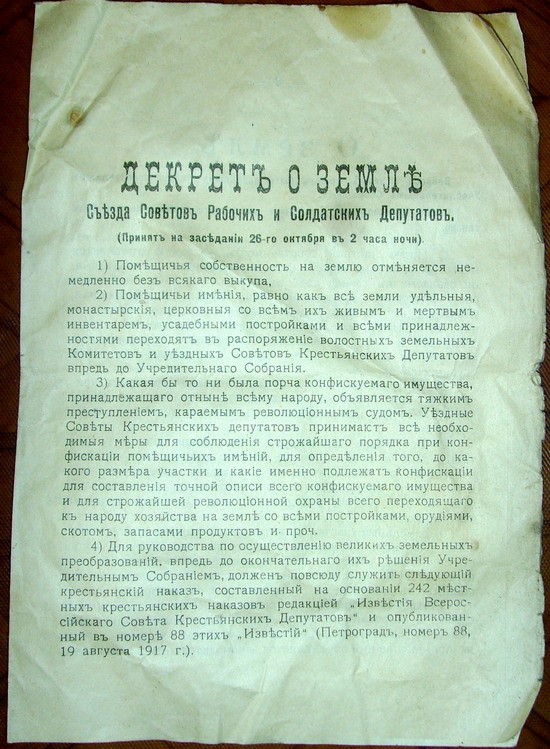 ДЕКРЕТЪ О ЗЕМЛѢ
Съѣзда Совѣтовъ Рабочихъ и Солдатскихъ Депутатовъ.
(Принятъ на засѣданіи 26-го октября въ 2 часа ночи).
1) Помѣщичья собственность на землю отмѣняется не-
медленно безъ всякаго выкупа,
2) Помѣщичьи имѣнія, равно какъ всѣ земли удѣльныя,
монастырскія, церковныя со всѣмъ ихъ живымъ и мертвымъ
инвентаремъ, усадебными постройками и всѣми принадлеж-
ностями переходятъ въ распоряженіе волостныхъ земельныхъ
Комитетовъ и уѣздныхъ Совѣтовъ Крестьянскихъ Депутатовъ
впредь до Учредительнаго Собранія.
3) Какая бы то ни была порча конфискуемаго имущества,
принадлежащаго отнынѣ всѣму народу, объявляется тяжкимъ
преступленіемъ, караемымъ революціоннымъ судомъ. Уѣздные
Совѣты Крестьянскихъ депутатовъ принимаютъ всѣ необхо-
димыя мѣры для соблюденія строжайшаго порядка при кон-
фискаціи помѣщичьихъ имѣній, для опредѣленія того, до ка-
кого размѣра участки и какіе именно подлежатъ конфискаціи
для составленія точной описи всего конфискуемаго имущества
и для строжайшей революціонной охраны всего переходящаго
къ народу хозяйства на землѣ со всѣми постройками, орудіями,
скотомъ, запасами продуктовъ и проч.
4) Для руководства по осуществленію великихъ земельныхъ
преобразованій, впредь до окончательнаго ихъ рѣшенія Учре-
дительнымъ Собраніемъ, долженъ повсюду служить слѣдующій
крестьянскій наказъ, составленный на основаніи 242 мѣст-
ныхъ крестьянскихъ наказовъ редакціей „Извѣстія Всерос-
сійскаго Совѣта Крестьянскихъ Депутатовъ“ и опубликован-
ный въ номерѣ 88 этихъ „Извѣстій“ (Петроградъ, номеръ 88,
19 августа 1917 г.).